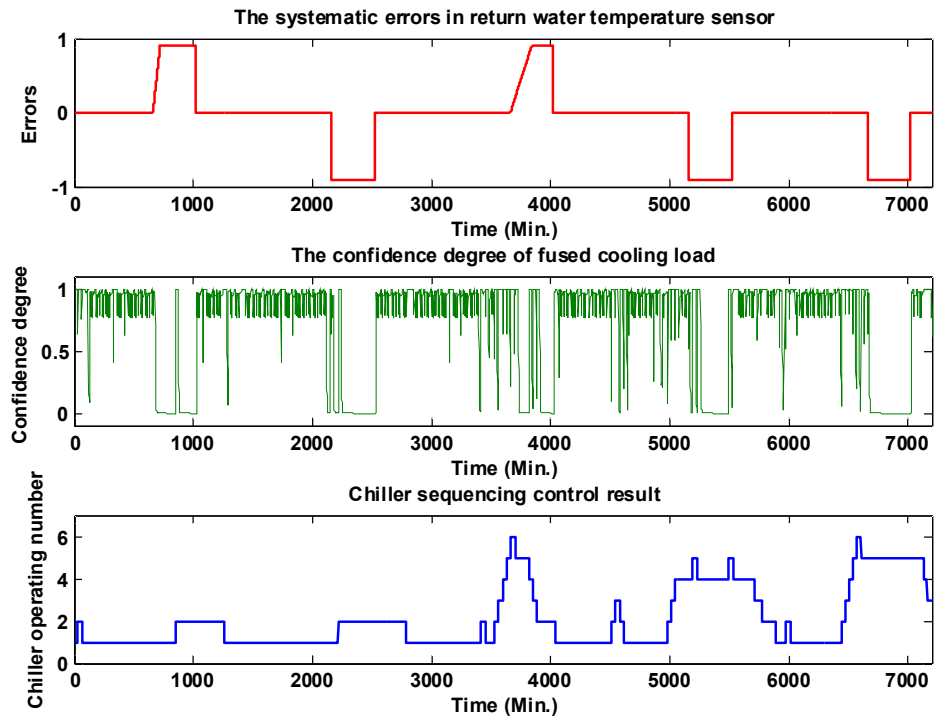 The systematic errors in return water temperature sensor
1
0
-1
Errors
0 1000 2000 3000 4000 5000 6000 7000
Time (Min.)
The confidence degree of fused cooling load
1
0.5
0
Confidence degree
0 1000 2000 3000 4000 5000 6000 7000
Time (Min.)
Chiller sequencing control result
6
4
2
0
Chiller operating number
0 1000 2000 3000 4000 5000 6000 7000
Time (Min.)